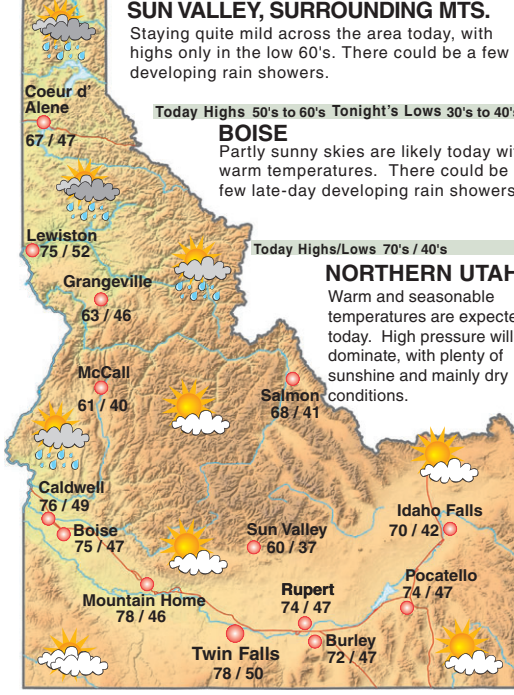 SUN VALLEY, SURROUNDING MTS.
Staying quite mild across the area today, with
highs only in the low 60's. There could be a few
developing rain showers.
Today Highs 50's to 60's Tonight's Lows 30's to 40's
BOISE
Partly sunny skies are likely today wi
warm temperatures. There could be
few late-day developing rain showers
Today Highs/Lows 70's / 40's
NORTHERN UTAH
Warm and seasonable
temperatures are expecte
today. High pressure will
dominate, with plenty of
sunshine and mainly dry
conditions.
Coeur d'
Alene
67 / 47
Lewiston
75 / 52
Grangeville
63 / 46
McCall
61 / 40
Salmon
68 / 41
Caldwell
76 / 49
Boise
75 / 47
Sun Valley
60 / 37
Idaho Falls
70 / 42
Mountain Home
78 / 46
Rupert
74 / 47
Pocatello
74 / 47
Twin Falls
78 / 50
Burley
72 / 47